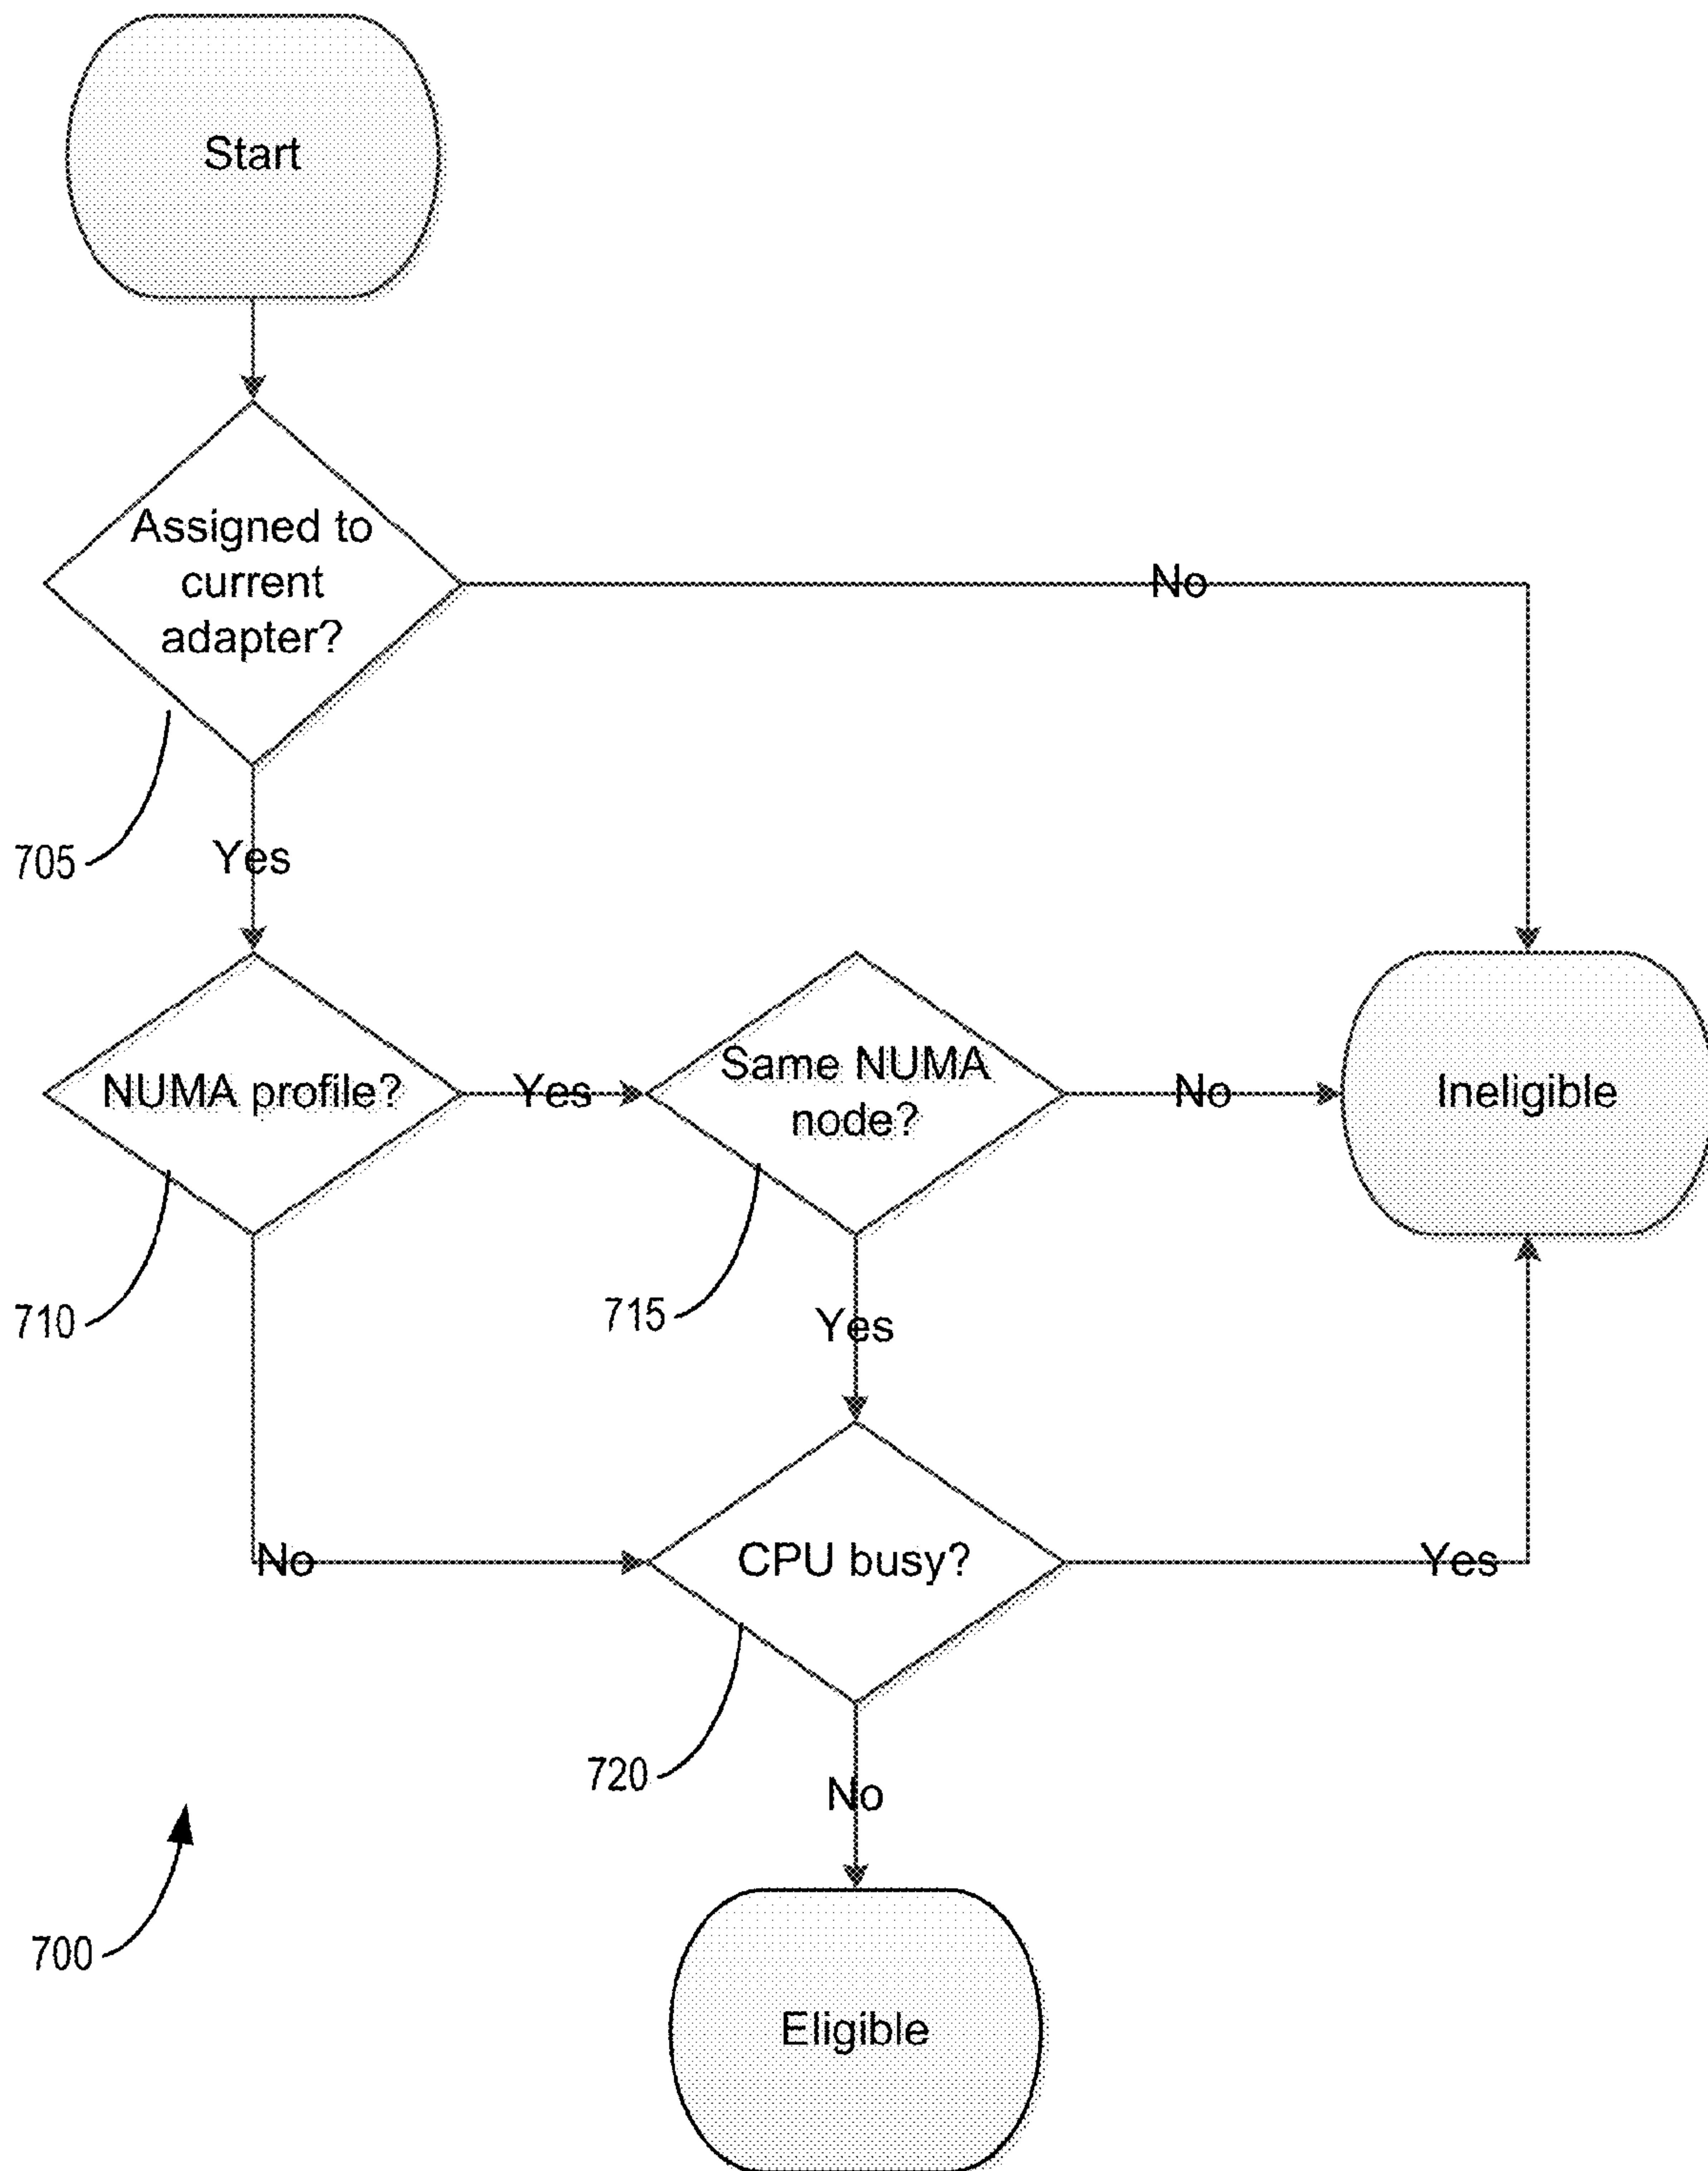 Start
Assigned to
current
adapter?
No
705
Yes
NUMA profile?
Yes
Same NUMA
node?
No
Ineligible
710
715
Yes
No
CPU busy?
Yes
720
No
700
Eligible